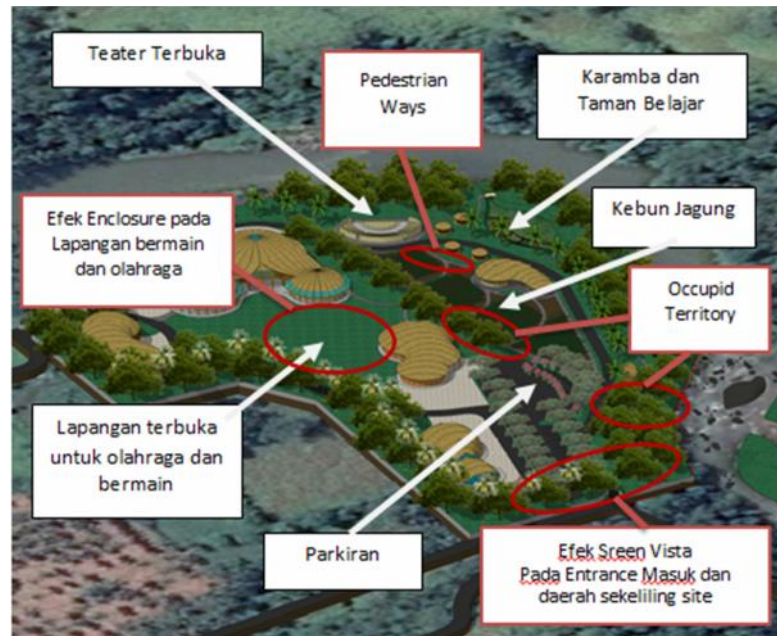 Teater Terbuka
Pedestrian
Ways
Karamba dan
Taman Belajar
Efek Enclosure pada
Lapangan bermain
dan olahraga
Kebun Jagung
Occupid
Territory
Lapangan terbuka
untuk olahraga dan
bermain
Parkiran
Efek Sreen Vista
Pada Entrance Masuk dan
daerah sekeliling site